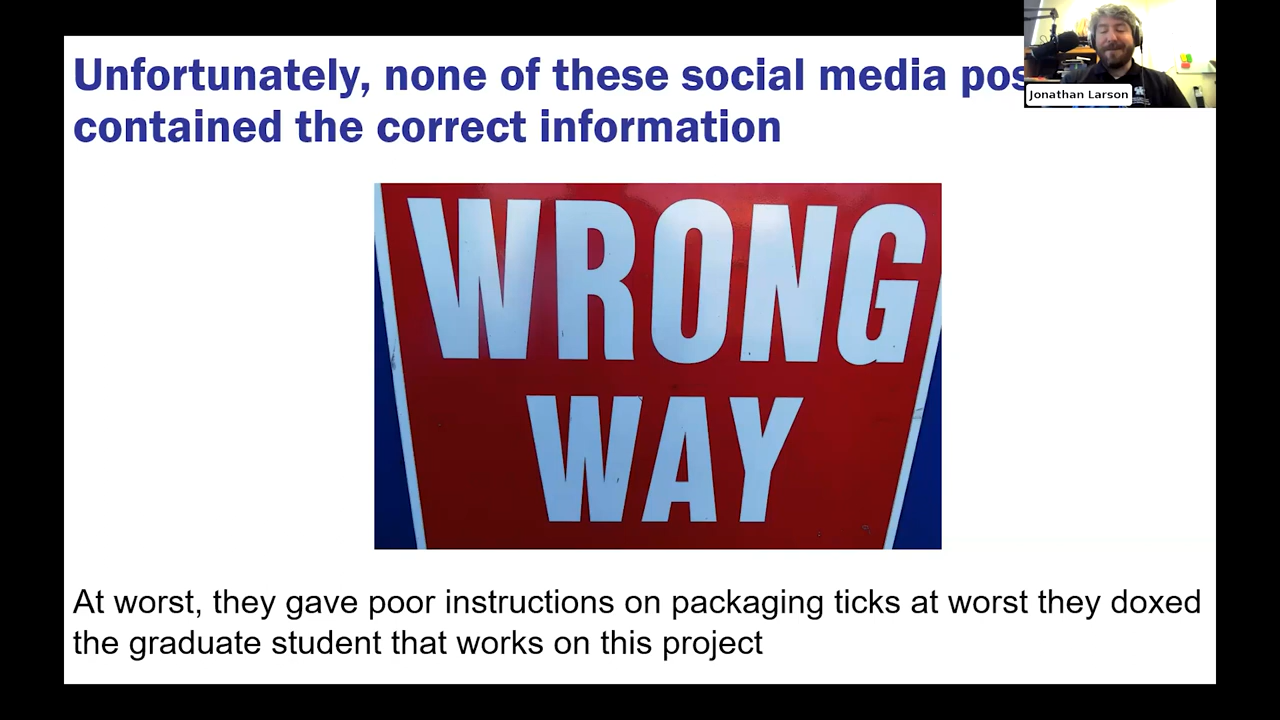 Unfortunately, none of these social media pos
contained the correct information
Jonathan Larson
WRONG
WAY
At worst, they gave poor instructions on packaging ticks at worst they doxed
the graduate student that works on this project